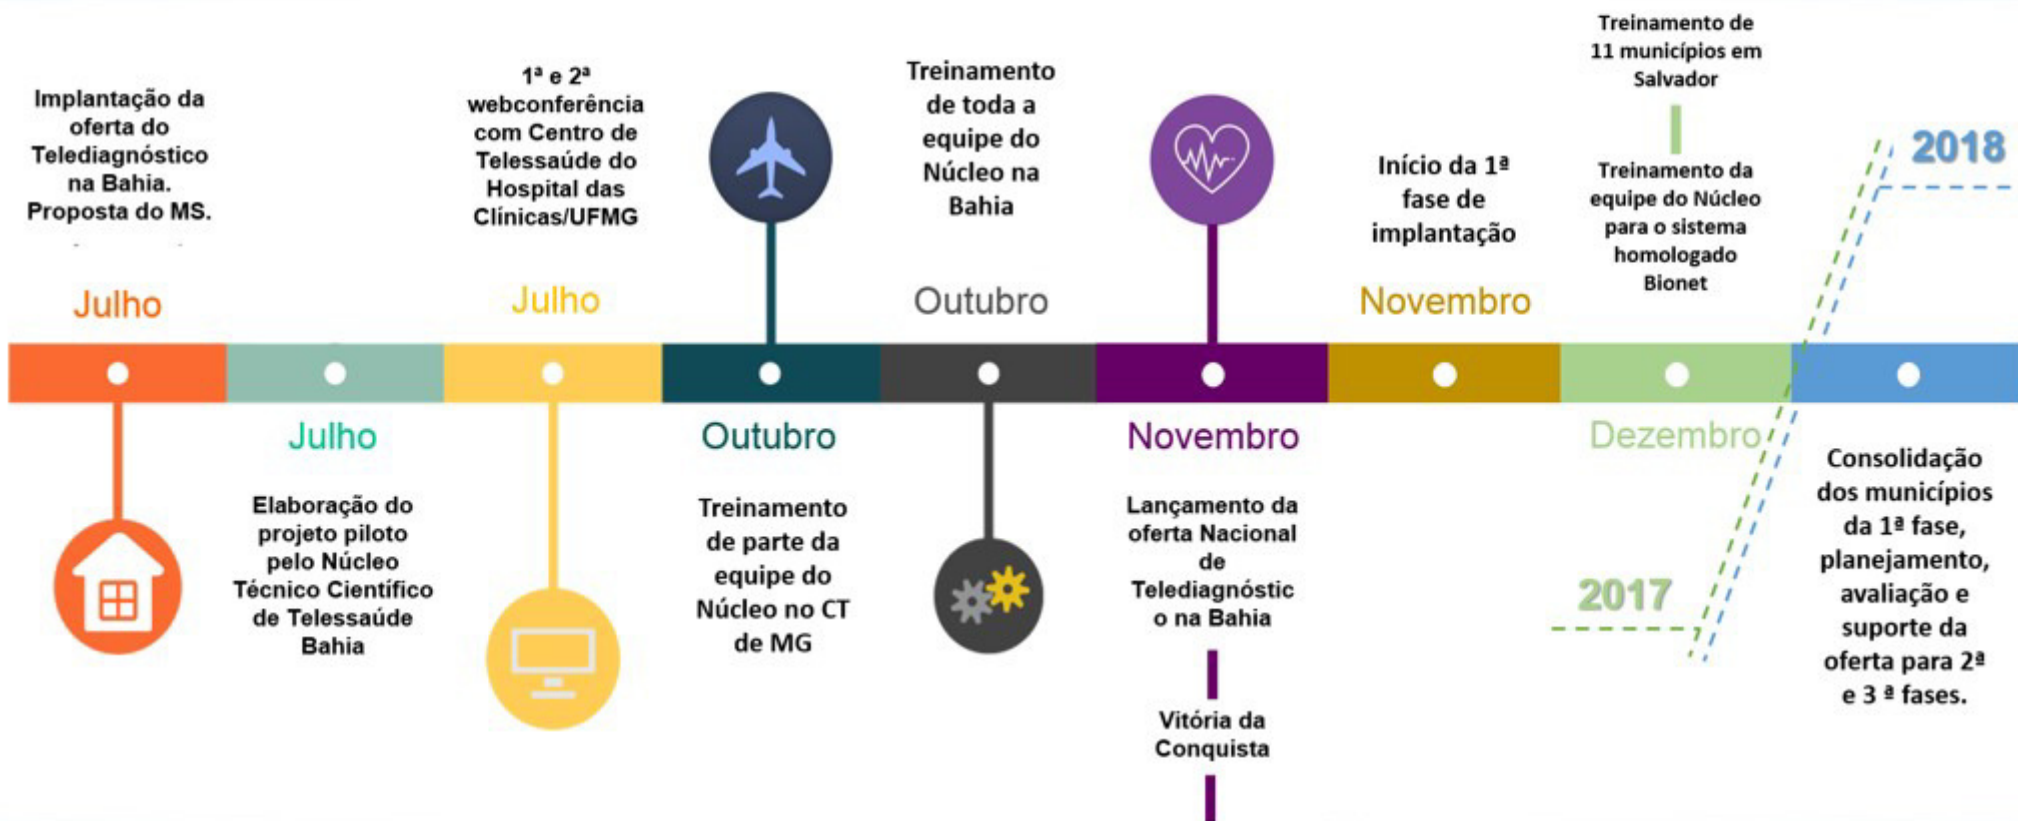 Implantação da
oferta do
Telediagnóstico
na Bahia.
Proposta do MS.
Julho
Julho
Elaboração do
projeto piloto
pelo Núcleo
Técnico Científico
de Telessaúde
Bahia
1ª e 2ª
webconferência
com Centro de
Telessaúde do
Hospital das
Clínicas/UFMG
Julho
Outubro
Treinamento
de parte da
equipe do
Núcleo no CT
de MG
Treinamento
de toda a
equipe do
Núcleo na
Bahia
Outubro
Novembro
Lançamento da
oferta Nacional
de
Telediagnóstic
o na Bahia
Vitória da
Conquista
Início da 1ª
fase de
implantação
Novembro
Treinamento de
11 municípios em
Salvador
Treinamento da
equipe do Núcleo
para o sistema
homologado
Bionet
Dezembro
2017
2018
Consolidação
dos municípios
da 1ª fase,
planejamento,
avaliação e
suporte da
oferta para 2ª
e 3 ª fases.